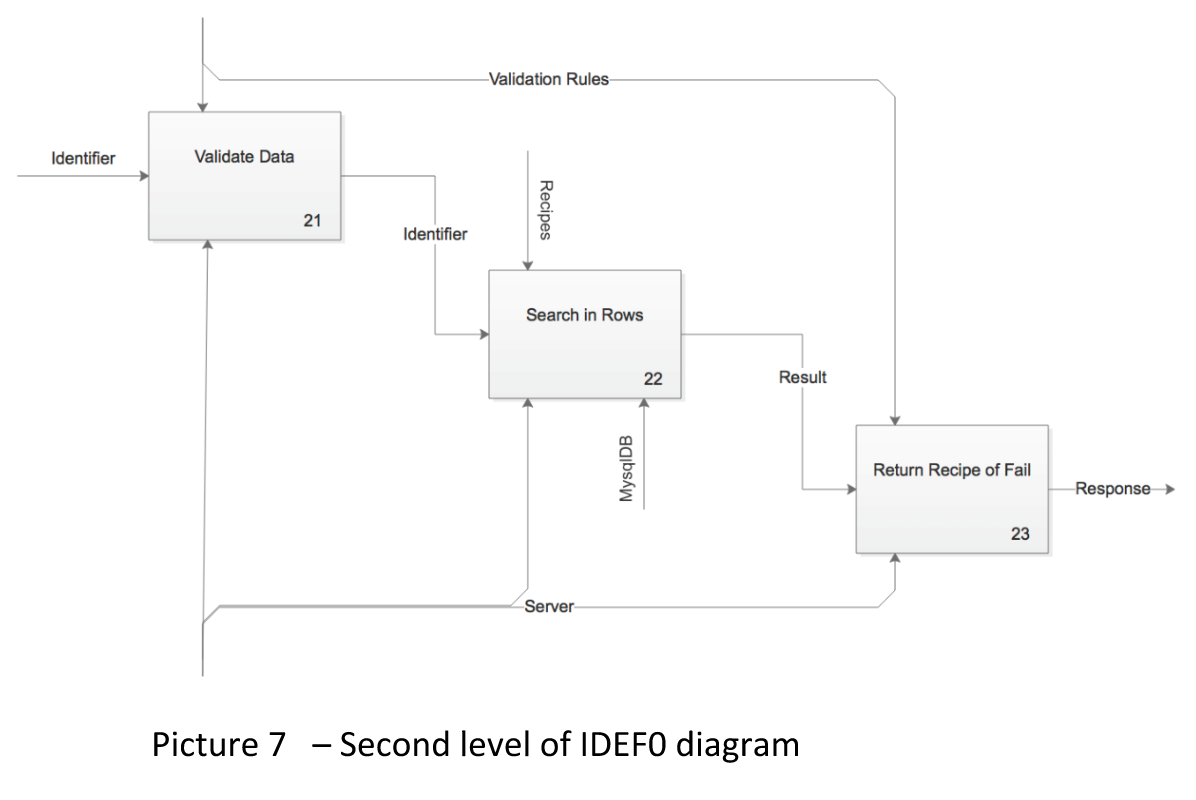 Validation Rules
Identifier
Validate Data
21
Recipes
Identifier
Search in Rows
22
Result
MysqlDB
Return Recipe of Fail
23
Response
Server
Picture 7 – Second level of IDEF0 diagram